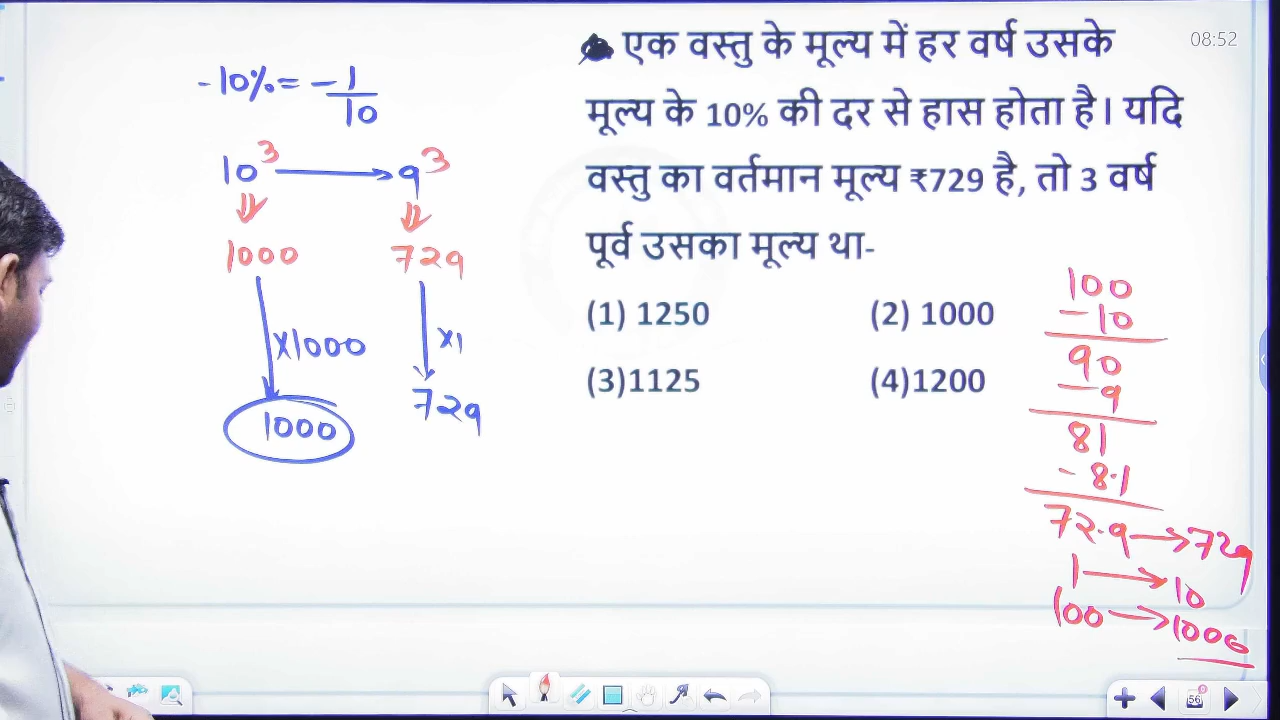 -10% = -1/10
10³ → 9³
⇓ ⇓
1000 729
×1000 ×1
1000 729
एक वस्तु के मूल्य में हर वर्ष उसके
मूल्य के 10% की दर से हास होता है। यदि
वस्तु का वर्तमान मूल्य ₹729 है, तो 3 वर्ष
पूर्व उसका मूल्य था-
(1) 1250 (2) 1000
(3)1125 (4)1200
08:52
100
-10
90
-9
81
-8.1
72.9 → 729
1 → 10
100 → 1000
56